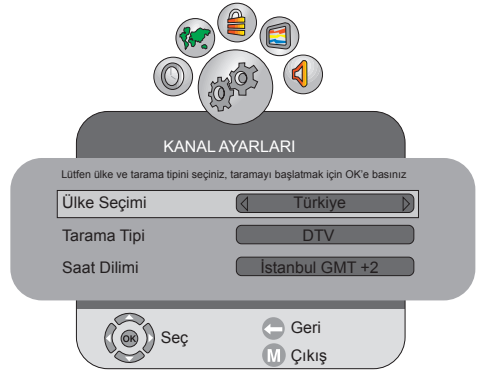 KANAL AYARLARI
Lütfen ülke ve tarama tipini seçiniz, taramayı başlatmak için OK'e basınız
Ülke Seçimi Türkiye
Tarama Tipi DTV
Saat Dilimi İstanbul GMT +2
OK Seç
Geri
M Çıkış